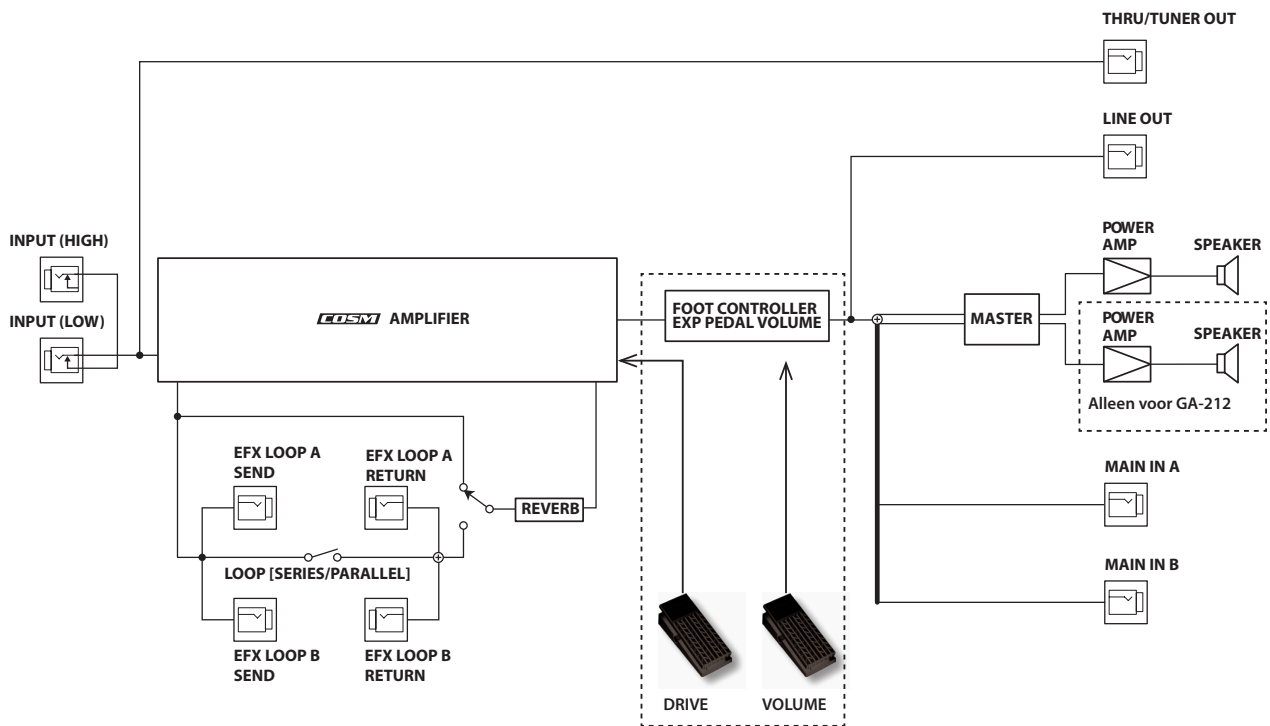 THRU/TUNER OUT
LINE OUT
INPUT (HIGH)
INPUT (LOW)
COSM AMPLIFIER
FOOT CONTROLLER
EXP PEDAL VOLUME
MASTER
POWER
AMP
SPEAKER
POWER
AMP
SPEAKER
Alleen voor GA-212
EFX LOOP A
SEND
EFX LOOP A
RETURN
REVERB
LOOP [SERIES/PARALLEL]
EFX LOOP B
SEND
EFX LOOP B
RETURN
MAIN IN A
MAIN IN B
DRIVE
VOLUME